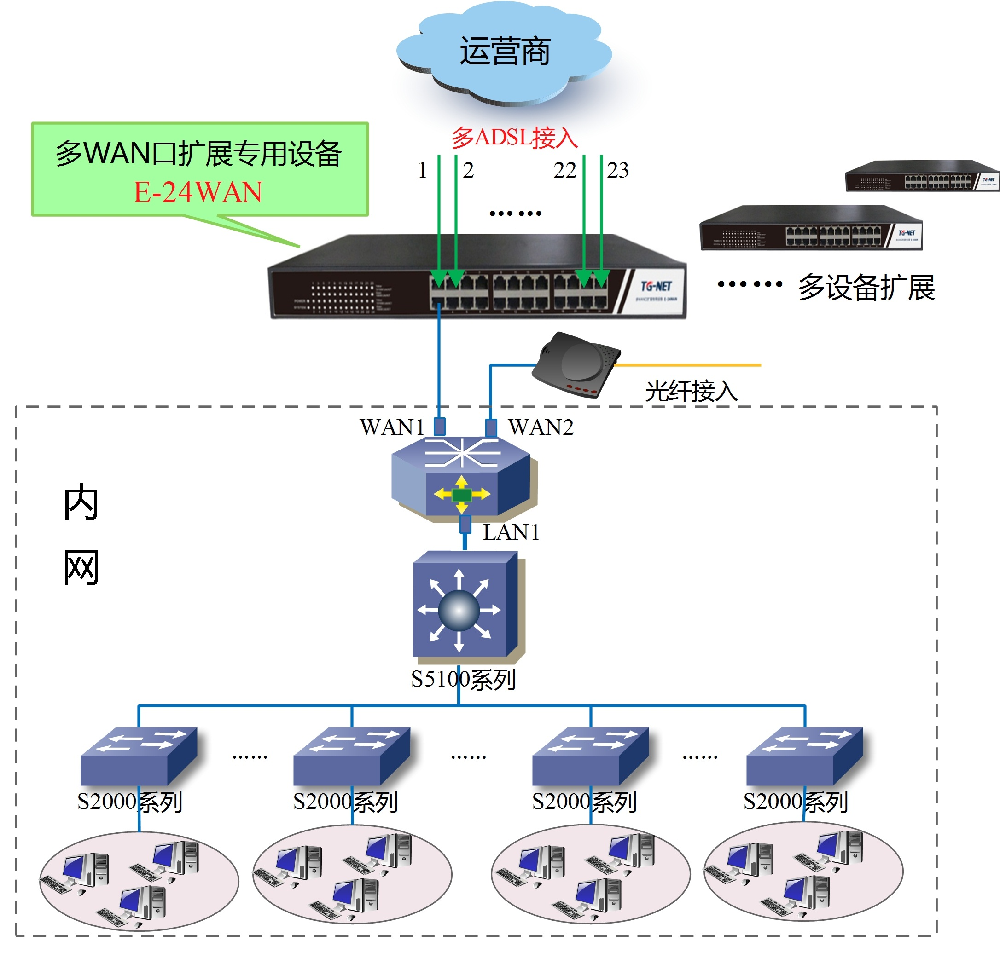 运营商
多ADSL接入
1
2
22
23
……
多WAN口扩展专用设备
E-24WAN
TG-NET
TG-NET
TG-NET
POWER
SYSTEM
…… 多设备扩展
光纤接入
WAN1
WAN2
内
网
LAN1
S5100系列
……
……
……
S2000系列
S2000系列
S2000系列
S2000系列